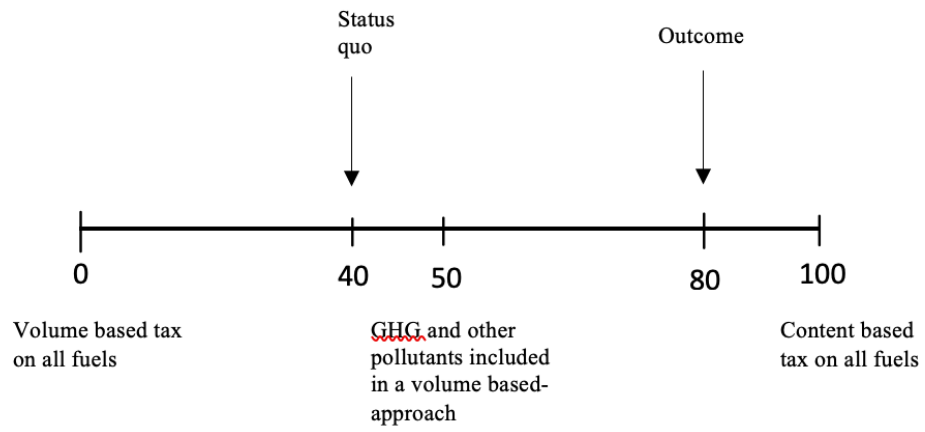 Status
quo
Outcome
0
40
50
80
100
Volume based tax
on all fuels
GHG and other
pollutants included
in a volume based-
approach
Content based
tax on all fuels